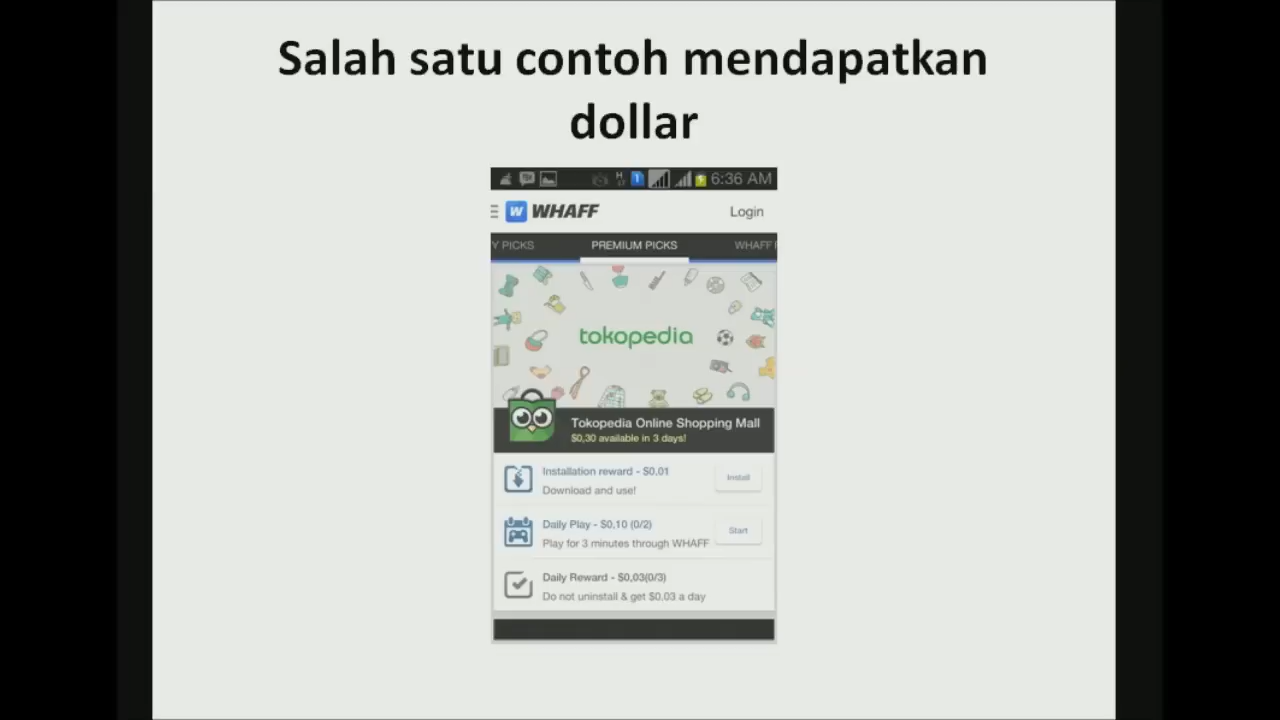 Salah satu contoh mendapatkan
dollar
6:36 AM
WHAFF
Login
Y PICKS
PREMIUM PICKS
WHAFF
tokopedia
Tokopedia Online Shopping Mall
$0,30 available in 3 days!
Installation reward - $0.01
Install
Download and use!
Daily Play - $0.10 (0/2)
Start
Play for 3 minutes through WHAFF
Daily Reward - $0,03(0/3)
Do not uninstall & get $0.03 a day